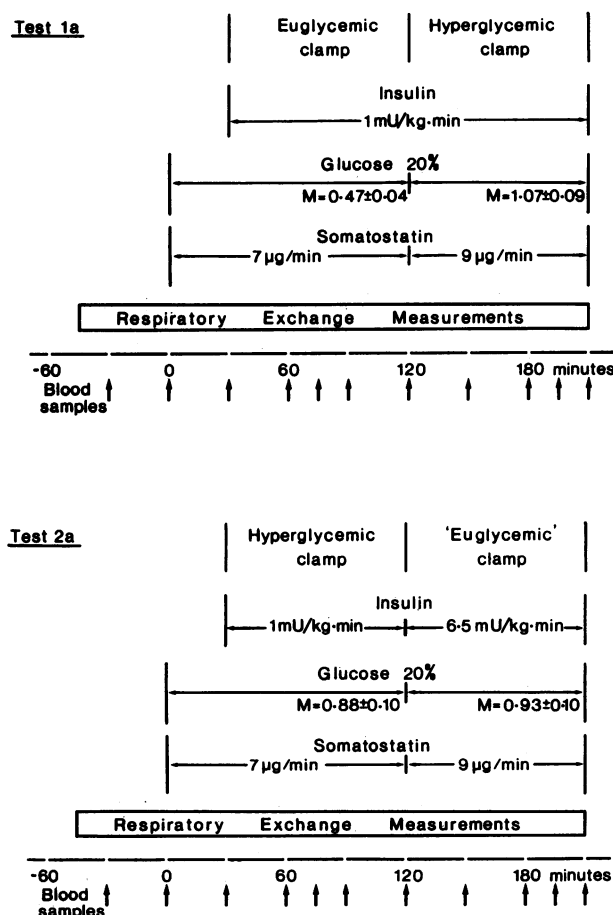 Test 1a
Euglycemic Hyperglycemic
clamp clamp
Insulin
1mU/kg·min
Glucose 20%
M=0·47±0·04 M=1·07±0·09
Somatostatin
7µg/min 9µg/min
Respiratory Exchange Measurements
-60 0 60 120 180 minutes
Blood
samples
Test 2a
Hyperglycemic 'Euglycemic'
clamp clamp
Insulin
1mU/kg·min 6·5 mU/kg·min
Glucose 20%
M=0·88±0·10 M=0·93±0·10
Somatostatin
7µg/min 9µg/min
Respiratory Exchange Measurements
-60 0 60 120 180 minutes
Blood
samples